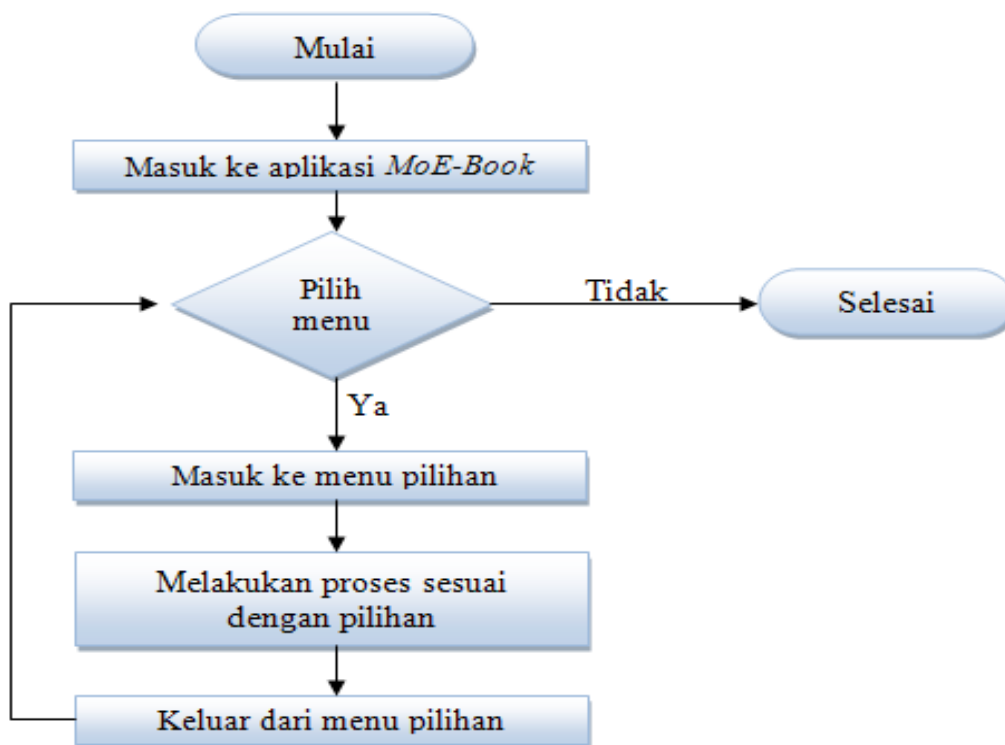 Mulai
Masuk ke aplikasi MoE-Book
Pilih
menu
Tidak
Selesai
Ya
Masuk ke menu pilihan
Melakukan proses sesuai
dengan pilihan
Keluar dari menu pilihan